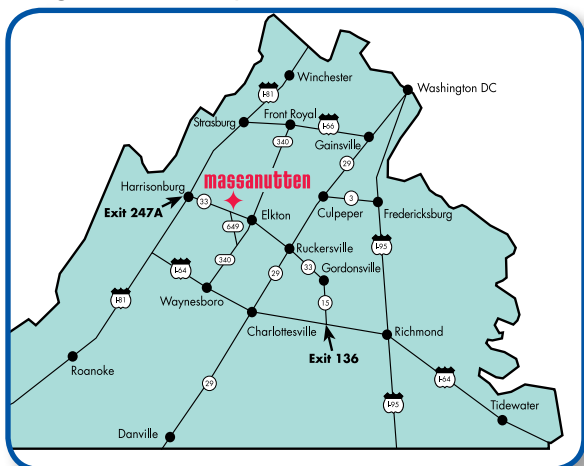 Winchester
Washington DC
I-81
Strasburg
Front Royal
I-66
340
Gainsville
29
Harrisonburg
massanutten
Exit 247A
33
Culpeper
3
Fredericksburg
649
Elkton
I-95
Ruckersville
340
I-64
29
33
Gordonsville
Waynesboro
15
I-81
Charlottesville
Richmond
Exit 136
Roanoke
29
I-64
I-95
Tidewater
Danville